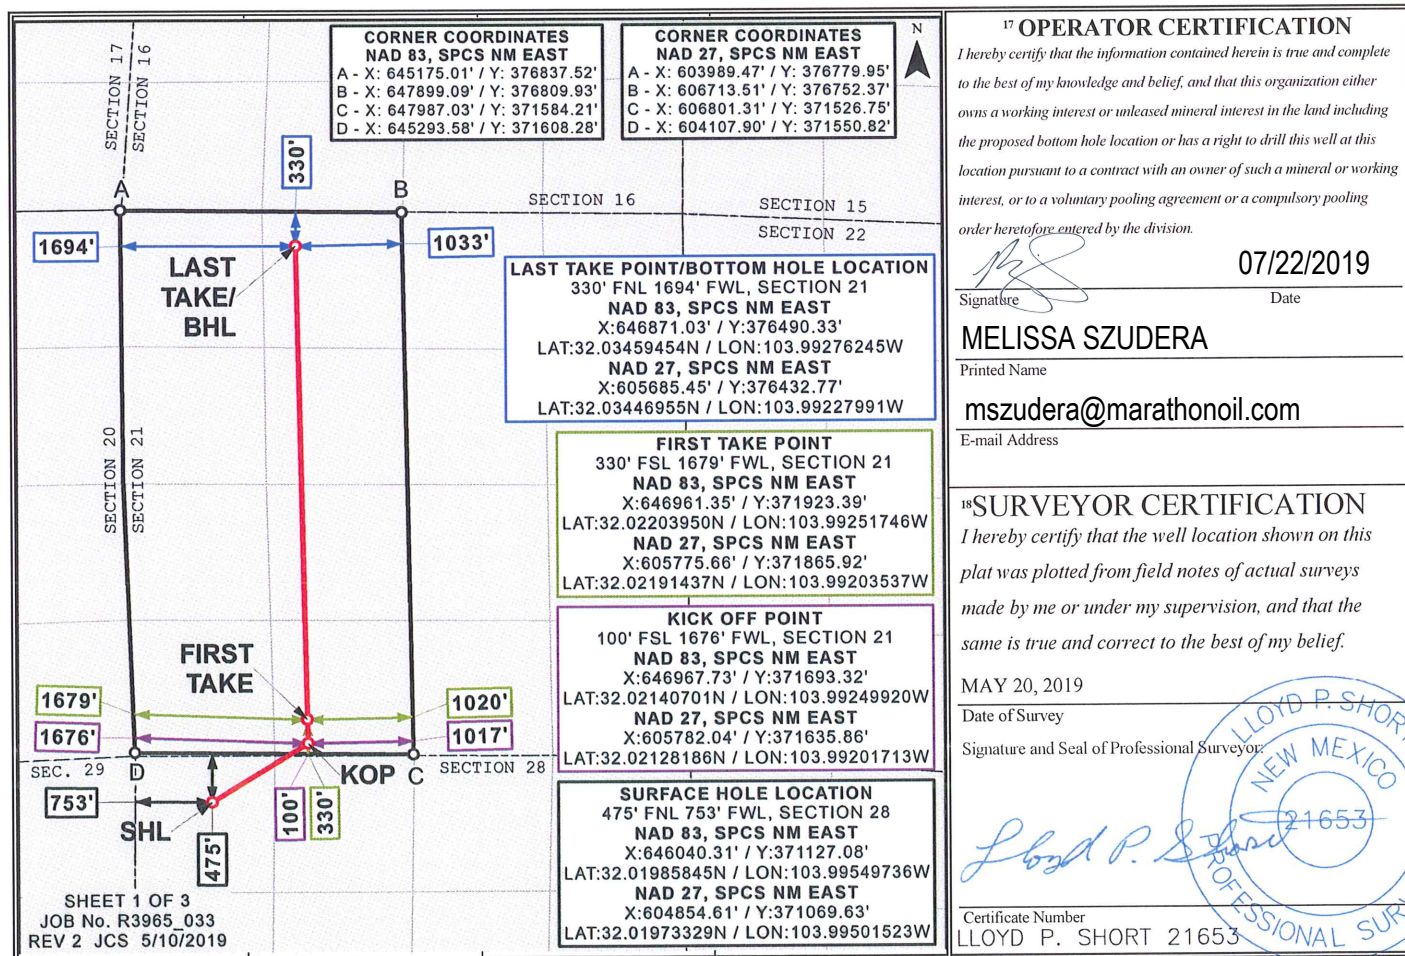 SECTION 17
SECTION 16
CORNER COORDINATES
NAD 83, SPCS NM EAST
A - X: 645175.01' / Y: 376837.52'
B - X: 647899.09' / Y: 376809.93'
C - X: 647987.03' / Y: 371584.21'
D - X: 645293.58' / Y: 371608.28'
CORNER COORDINATES
NAD 27, SPCS NM EAST
A - X: 603989.47' / Y: 376779.95'
B - X: 606713.51' / Y: 376752.37'
C - X: 606801.31' / Y: 371526.75'
D - X: 604107.90' / Y: 371550.82'
N
330'
A
B
SECTION 16
SECTION 15
SECTION 22
1694'
1033'
LAST
TAKE/
BHL
LAST TAKE POINT/BOTTOM HOLE LOCATION
330' FNL 1694' FWL, SECTION 21
NAD 83, SPCS NM EAST
X:646871.03' / Y:376490.33'
LAT:32.03459454N / LON:103.99276245W
NAD 27, SPCS NM EAST
X:605685.45' / Y:376432.77'
LAT:32.03446955N / LON:103.99227991W
SECTION 20
SECTION 21
FIRST TAKE POINT
330' FSL 1679' FWL, SECTION 21
NAD 83, SPCS NM EAST
X:646961.35' / Y:371923.39'
LAT:32.02203950N / LON:103.99251746W
NAD 27, SPCS NM EAST
X:605775.66' / Y:371865.92'
LAT:32.02191437N / LON:103.99203537W
FIRST
TAKE
KICK OFF POINT
100' FSL 1676' FWL, SECTION 21
NAD 83, SPCS NM EAST
X:646967.73' / Y:371693.32'
LAT:32.02140701N / LON:103.99249920W
NAD 27, SPCS NM EAST
X:605782.04' / Y:371635.86'
LAT:32.02128186N / LON:103.99201713W
1679'
1020'
1676'
1017'
SEC. 29
D
KOP
C
SECTION 28
753'
SHL
475'
100'
330'
SURFACE HOLE LOCATION
475' FNL 753' FWL, SECTION 28
NAD 83, SPCS NM EAST
X:646040.31' / Y:371127.08'
LAT:32.01985845N / LON:103.99549736W
NAD 27, SPCS NM EAST
X:604854.61' / Y:371069.63'
LAT:32.01973329N / LON:103.99501523W
SHEET 1 OF 3
JOB No. R3965_033
REV 2 JCS 5/10/2019
17 OPERATOR CERTIFICATION
I hereby certify that the information contained herein is true and complete
to the best of my knowledge and belief, and that this organization either
owns a working interest or unleased mineral interest in the land including
the proposed bottom hole location or has a right to drill this well at this
location pursuant to a contract with an owner of such a mineral or working
interest, or to a voluntary pooling agreement or a compulsory pooling
order heretofore entered by the division.
07/22/2019
Signature Date
MELISSA SZUDERA
Printed Name
mszudera@marathonoil.com
E-mail Address
18 SURVEYOR CERTIFICATION
I hereby certify that the well location shown on this
plat was plotted from field notes of actual surveys
made by me or under my supervision, and that the
same is true and correct to the best of my belief.
MAY 20, 2019
Date of Survey
Signature and Seal of Professional Surveyor:
Lloyd P. Short
LLOYD P. SHORT
NEW MEXICO
21653
PROFESSIONAL SURV
Certificate Number
LLOYD P. SHORT 21653